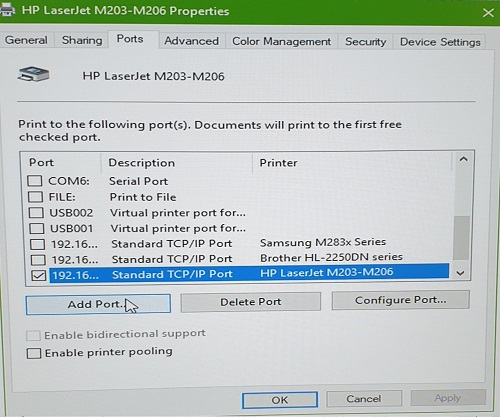 HP LaserJet M203-M206 Properties
General Sharing Ports Advanced Color Management Security Device Settings
HP LaserJet M203-M206
Print to the following port(s). Documents will print to the first free
checked port.
Port Description Printer
COM6: Serial Port
FILE: Print to File
USB002 Virtual printer port for...
USB001 Virtual printer port for...
192.16... Standard TCP/IP Port Samsung M283x Series
192.16... Standard TCP/IP Port Brother HL-2250DN series
192.16... Standard TCP/IP Port HP LaserJet M203-M206
Add Port... Delete Port Configure Port...
Enable bidirectional support
Enable printer pooling
OK Cancel Apply